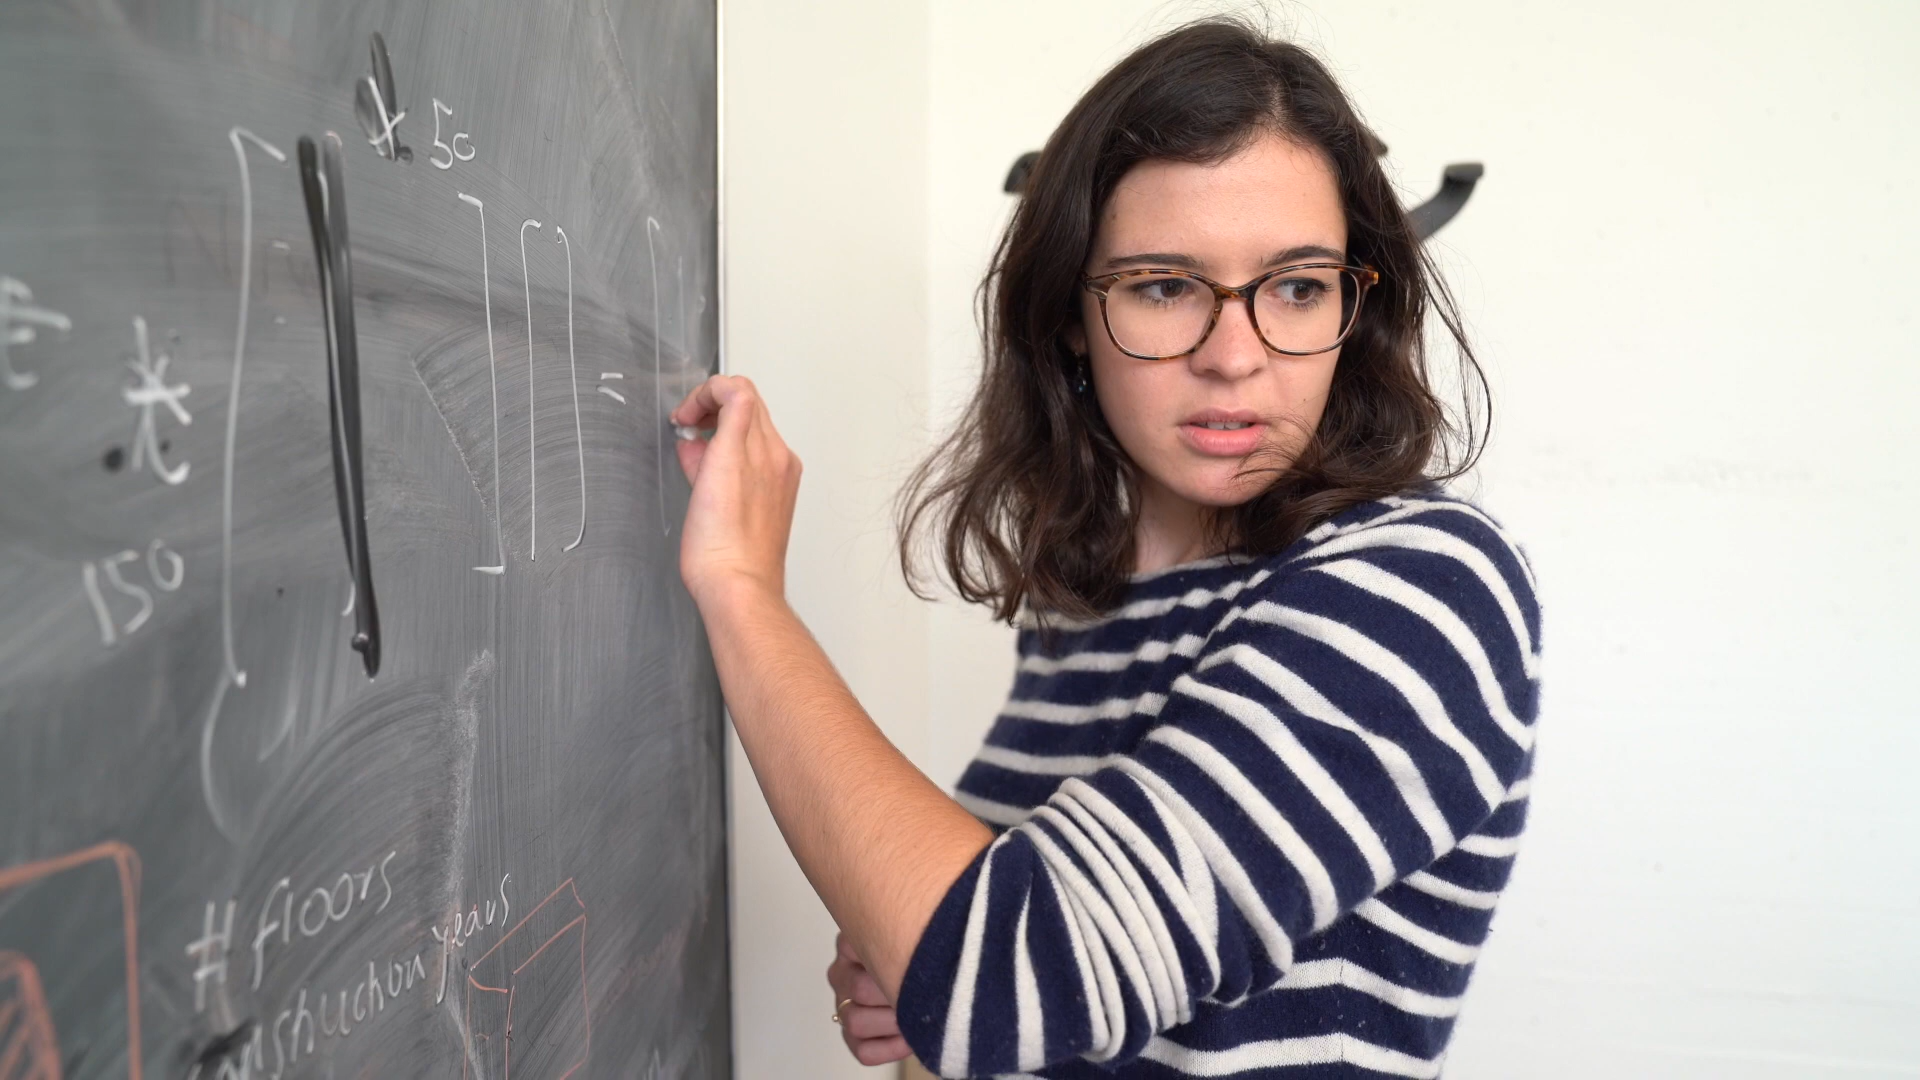 50
=
150
# floors
construction years